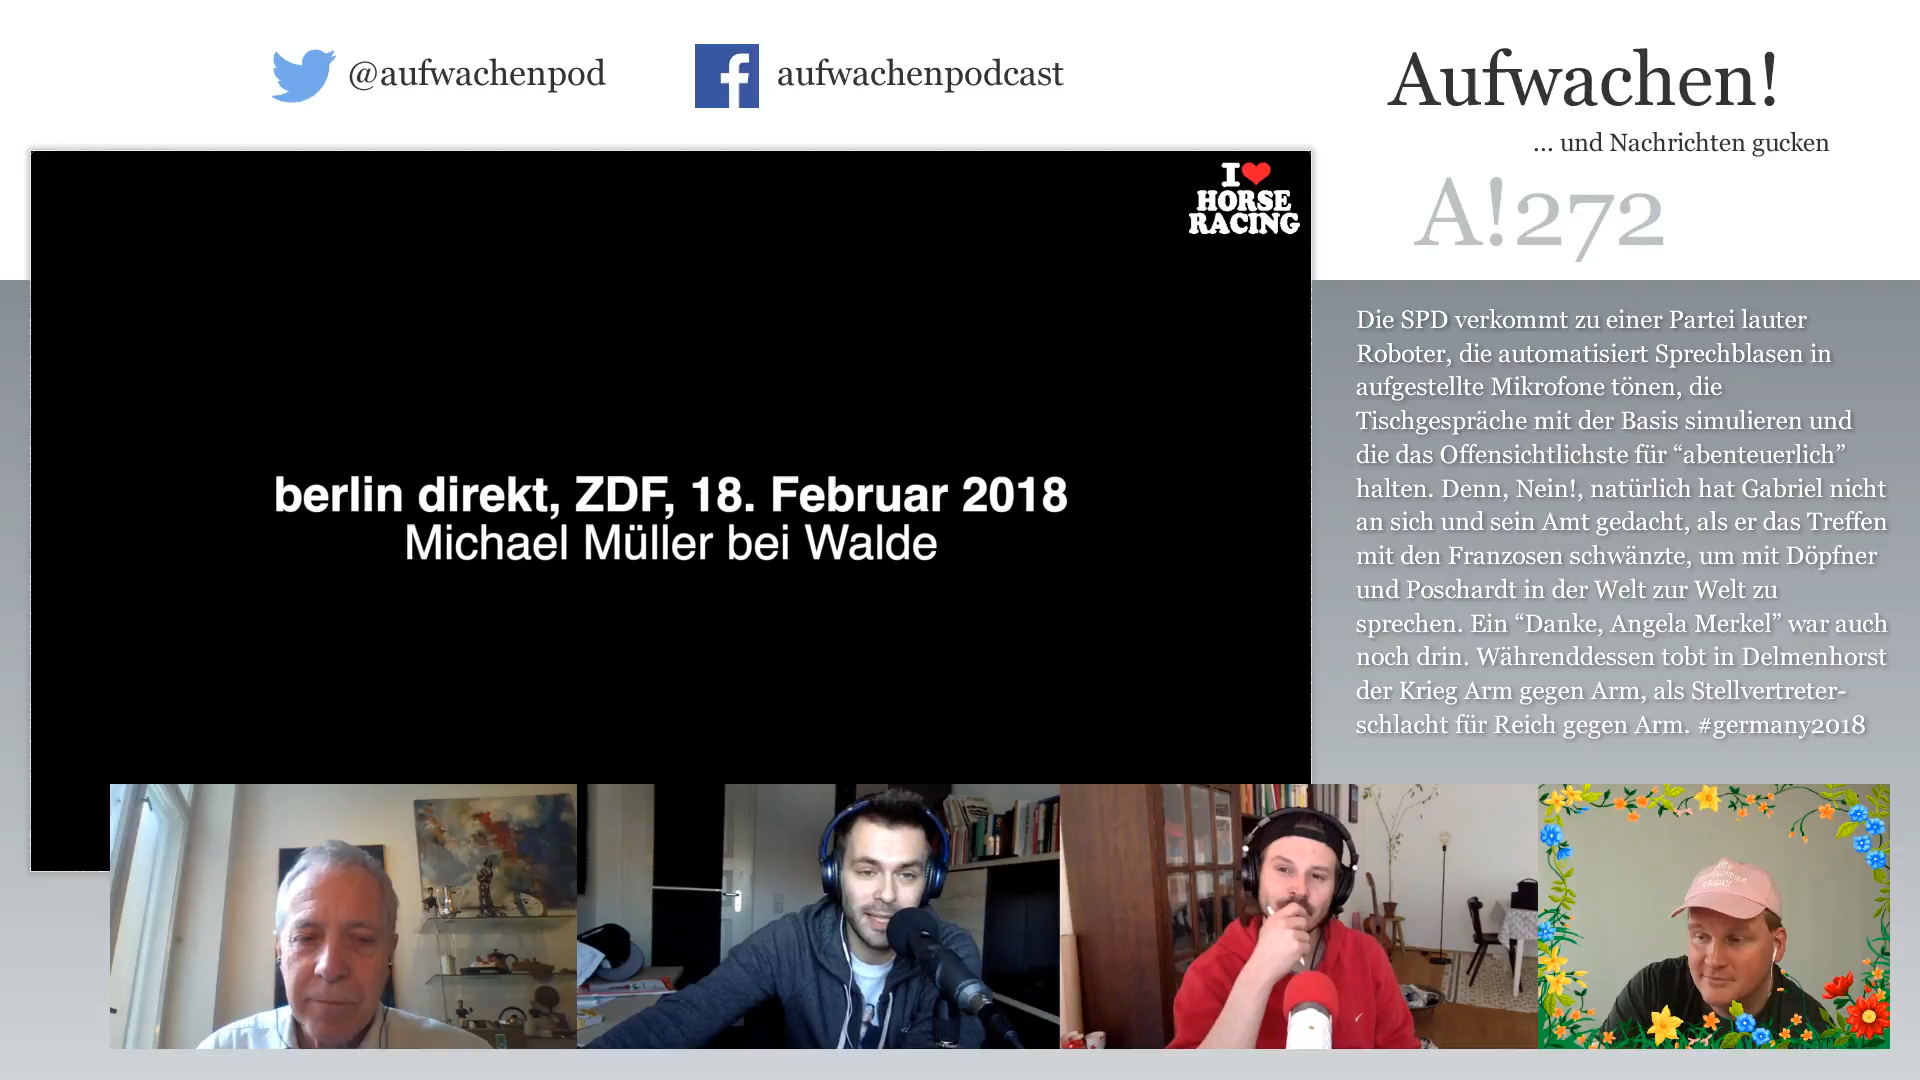 @aufwachenpod
aufwachenpodcast
Aufwachen!
... und Nachrichten gucken
A!272
I
HORSE
RACING
berlin direkt, ZDF, 18. Februar 2018
Michael Müller bei Walde
Die SPD verkommt zu einer Partei lauter
Roboter, die automatisiert Sprechblasen in
aufgestellte Mikrofone tönen, die
Tischgespräche mit der Basis simulieren und
die das Offensichtlichste für “abenteuerlich”
halten. Denn, Nein!, natürlich hat Gabriel nicht
an sich und sein Amt gedacht, als er das Treffen
mit den Franzosen schwänzte, um mit Döpfner
und Poschardt in der Welt zur Welt zu
sprechen. Ein “Danke, Angela Merkel” war auch
noch drin. Währenddessen tobt in Delmenhorst
der Krieg Arm gegen Arm, als Stellvertreter-
schlacht für Reich gegen Arm. #germany2018